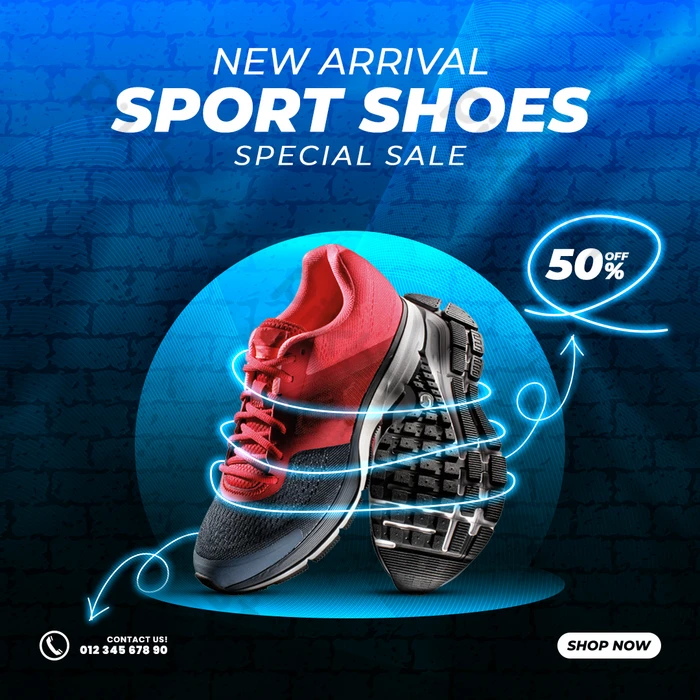 NEW ARRIVAL
SPORT SHOES
SPECIAL SALE
50% OFF
CONTACT US!
012 345 678 90
SHOP NOW